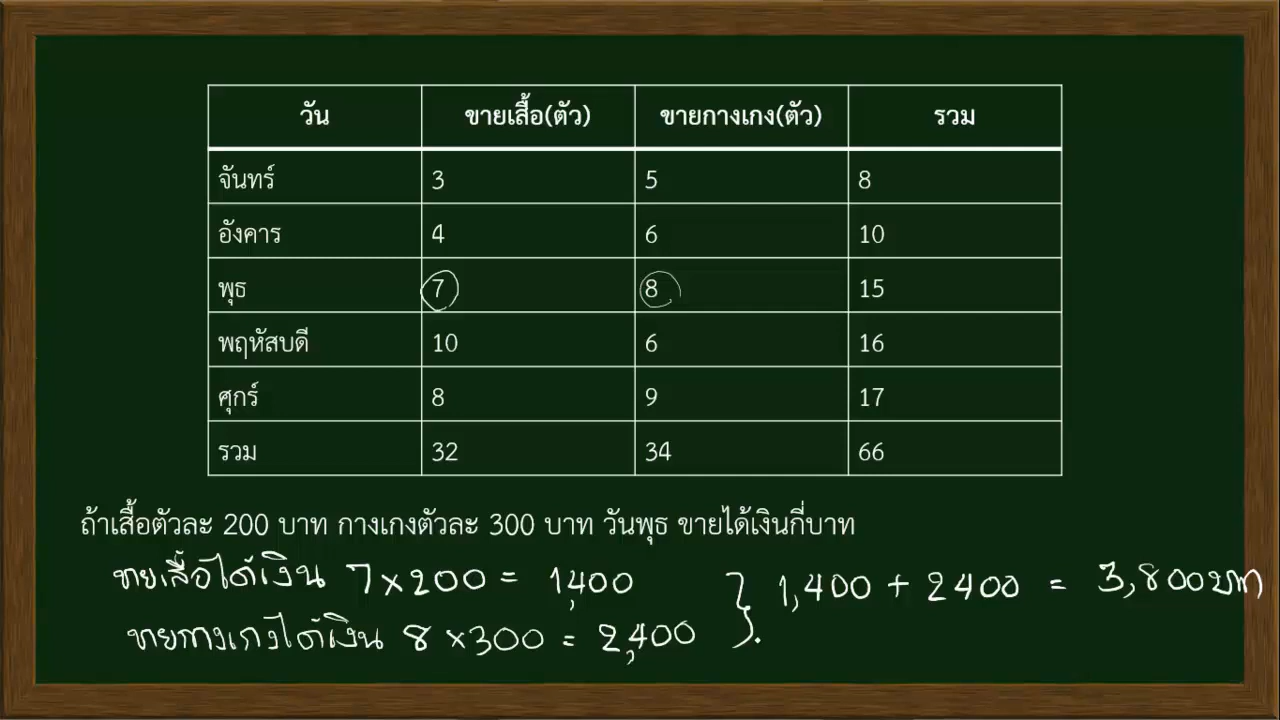 วัน ขายเสื้อ(ตัว) ขายกางเกง(ตัว) รวม
จันทร์ 3 5 8
อังคาร 4 6 10
พุธ 7 8 15
พฤหัสบดี 10 6 16
ศุกร์ 8 9 17
รวม 32 34 66
ถ้าเสื้อตัวละ 200 บาท กางเกงตัวละ 300 บาท วันพุธ ขายได้เงินกี่บาท
ขายเสื้อได้เงิน 7 × 200 = 1,400 } 1,400 + 2400 = 3,800 บาท
ขายกางเกงได้เงิน 8 × 300 = 2,400